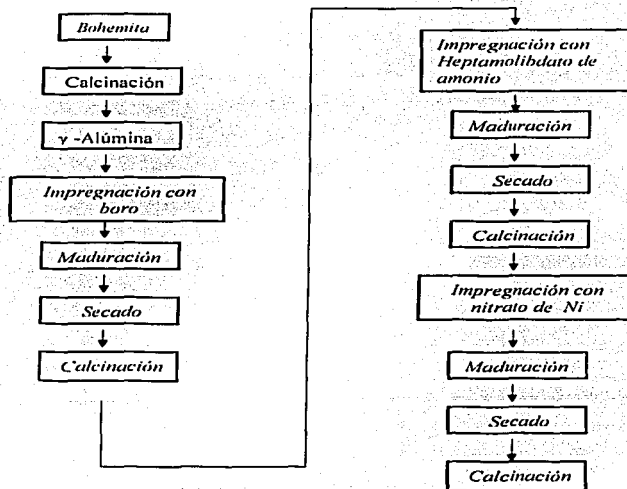 Bohemita
Calcinación
γ -Alúmina
Impregnación con
boro
Maduración
Secado
Calcinación
Impregnación con
Heptamolibdato de
amonio
Maduración
Secado
Calcinación
Impregnación con
nitrato de Ni
Maduración
Secado
Calcinación